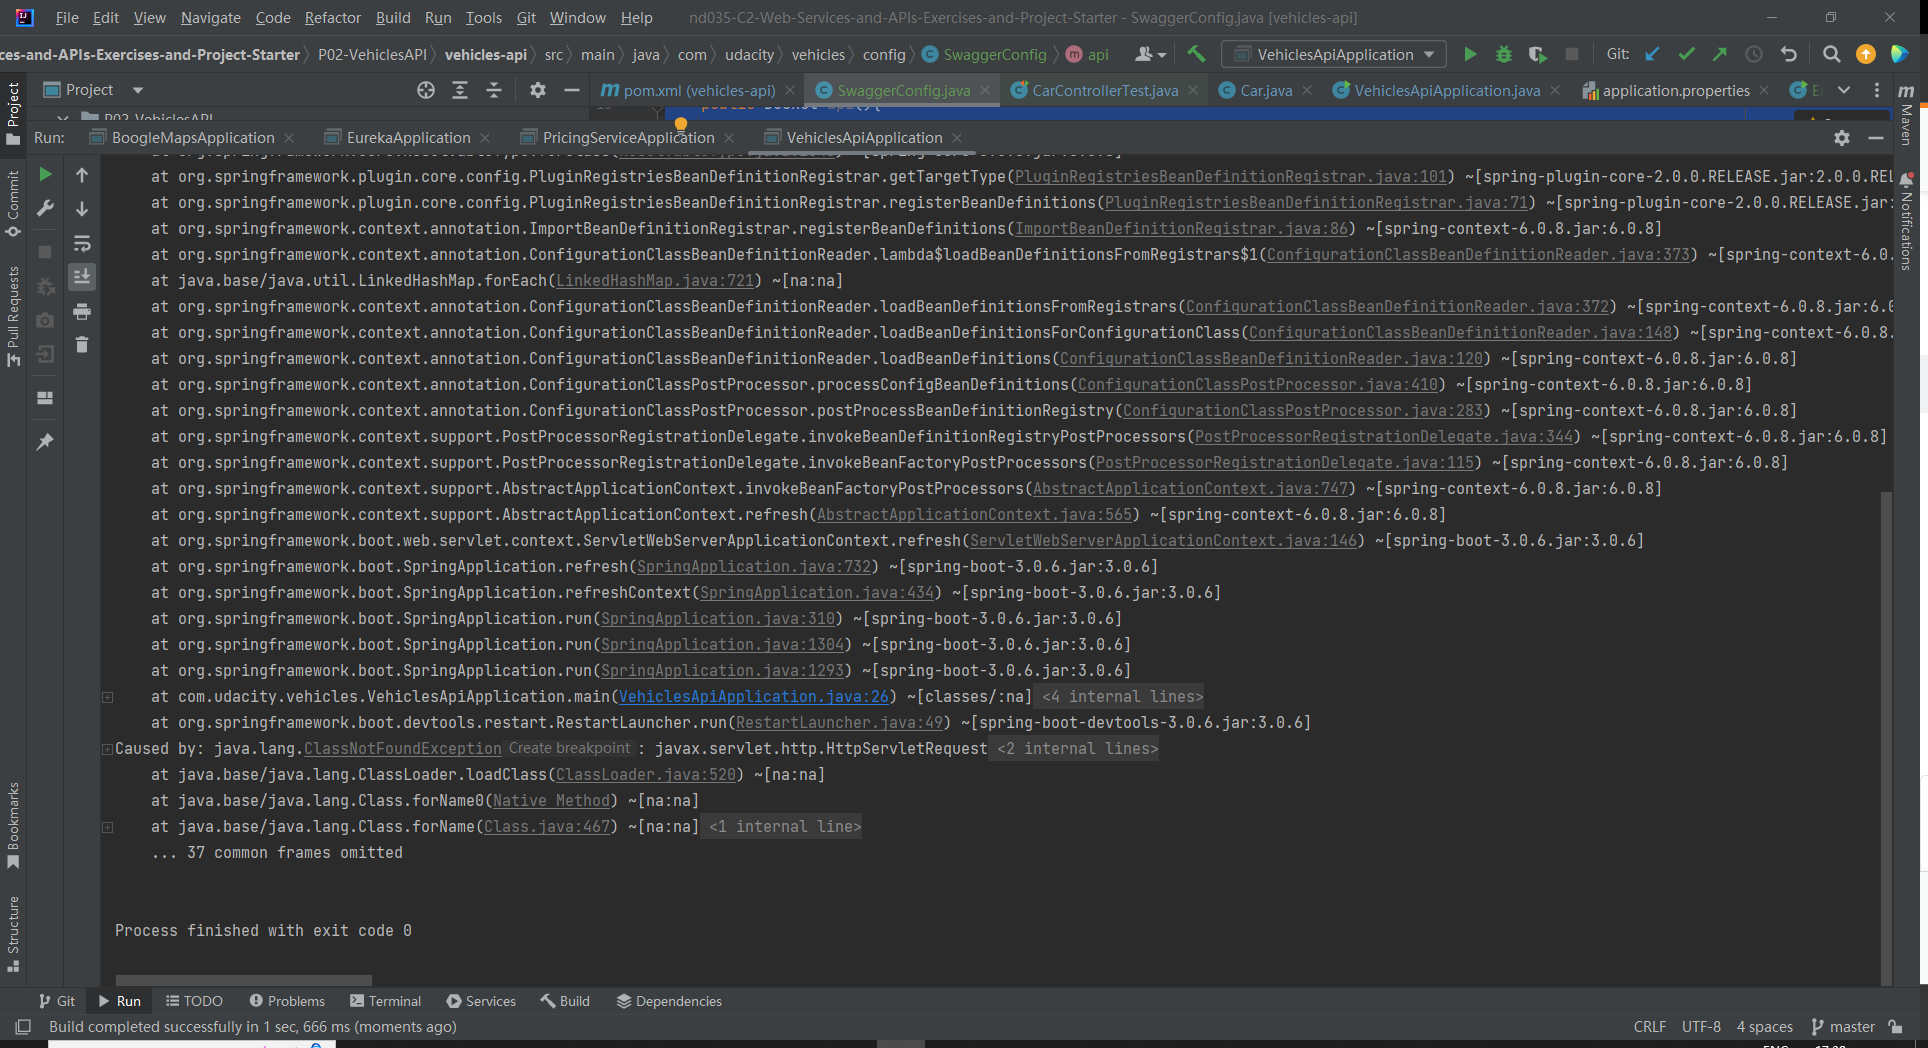 File Edit View Navigate Code Refactor Build Run Tools Git Window Help nd035-C2-Web-Services-and-APIs-Exercises-and-Project-Starter - SwaggerConfig.java [vehicles-api]
ces-and-APIs-Exercises-and-Project-Starter P02-VehiclesAPI vehicles-api src main java com udacity vehicles config SwaggerConfig api VehiclesApiApplication Git:
Project pom.xml (vehicles-api) SwaggerConfig.java CarControllerTest.java Car.java VehiclesApiApplication.java application.properties
P02-VehiclesAPI public Docket api(){
Run: BoogleMapsApplication EurekaApplication PricingServiceApplication VehiclesApiApplication
at org.springframework.plugin.core.config.PluginRegistriesBeanDefinitionRegistrar.getTargetType(PluginRegistriesBeanDefinitionRegistrar.java:101) ~[spring-plugin-core-2.0.0.RELEASE.jar:2.0.0.REL
at org.springframework.plugin.core.config.PluginRegistriesBeanDefinitionRegistrar.registerBeanDefinitions(PluginRegistriesBeanDefinitionRegistrar.java:71) ~[spring-plugin-core-2.0.0.RELEASE.jar:
at org.springframework.context.annotation.ImportBeanDefinitionRegistrar.registerBeanDefinitions(ImportBeanDefinitionRegistrar.java:86) ~[spring-context-6.0.8.jar:6.0.8]
at org.springframework.context.annotation.ConfigurationClassBeanDefinitionReader.lambda$loadBeanDefinitionsFromRegistrars$1(ConfigurationClassBeanDefinitionReader.java:373) ~[spring-context-6.0.
at java.base/java.util.LinkedHashMap.forEach(LinkedHashMap.java:721) ~[na:na]
at org.springframework.context.annotation.ConfigurationClassBeanDefinitionReader.loadBeanDefinitionsFromRegistrars(ConfigurationClassBeanDefinitionReader.java:372) ~[spring-context-6.0.8.jar:6.0
at org.springframework.context.annotation.ConfigurationClassBeanDefinitionReader.loadBeanDefinitionsForConfigurationClass(ConfigurationClassBeanDefinitionReader.java:148) ~[spring-context-6.0.8.
at org.springframework.context.annotation.ConfigurationClassBeanDefinitionReader.loadBeanDefinitions(ConfigurationClassBeanDefinitionReader.java:120) ~[spring-context-6.0.8.jar:6.0.8]
at org.springframework.context.annotation.ConfigurationClassPostProcessor.processConfigBeanDefinitions(ConfigurationClassPostProcessor.java:410) ~[spring-context-6.0.8.jar:6.0.8]
at org.springframework.context.annotation.ConfigurationClassPostProcessor.postProcessBeanDefinitionRegistry(ConfigurationClassPostProcessor.java:283) ~[spring-context-6.0.8.jar:6.0.8]
at org.springframework.context.support.PostProcessorRegistrationDelegate.invokeBeanDefinitionRegistryPostProcessors(PostProcessorRegistrationDelegate.java:344) ~[spring-context-6.0.8.jar:6.0.8]
at org.springframework.context.support.PostProcessorRegistrationDelegate.invokeBeanFactoryPostProcessors(PostProcessorRegistrationDelegate.java:115) ~[spring-context-6.0.8.jar:6.0.8]
at org.springframework.context.support.AbstractApplicationContext.invokeBeanFactoryPostProcessors(AbstractApplicationContext.java:747) ~[spring-context-6.0.8.jar:6.0.8]
at org.springframework.context.support.AbstractApplicationContext.refresh(AbstractApplicationContext.java:565) ~[spring-context-6.0.8.jar:6.0.8]
at org.springframework.boot.web.servlet.context.ServletWebServerApplicationContext.refresh(ServletWebServerApplicationContext.java:146) ~[spring-boot-3.0.6.jar:3.0.6]
at org.springframework.boot.SpringApplication.refresh(SpringApplication.java:732) ~[spring-boot-3.0.6.jar:3.0.6]
at org.springframework.boot.SpringApplication.refreshContext(SpringApplication.java:434) ~[spring-boot-3.0.6.jar:3.0.6]
at org.springframework.boot.SpringApplication.run(SpringApplication.java:310) ~[spring-boot-3.0.6.jar:3.0.6]
at org.springframework.boot.SpringApplication.run(SpringApplication.java:1304) ~[spring-boot-3.0.6.jar:3.0.6]
at org.springframework.boot.SpringApplication.run(SpringApplication.java:1293) ~[spring-boot-3.0.6.jar:3.0.6]
at com.udacity.vehicles.VehiclesApiApplication.main(VehiclesApiApplication.java:26) ~[classes/:na] <4 internal lines>
at org.springframework.boot.devtools.restart.RestartLauncher.run(RestartLauncher.java:49) ~[spring-boot-devtools-3.0.6.jar:3.0.6]
Caused by: java.lang.ClassNotFoundException Create breakpoint : javax.servlet.http.HttpServletRequest <2 internal lines>
at java.base/java.lang.ClassLoader.loadClass(ClassLoader.java:520) ~[na:na]
at java.base/java.lang.Class.forName0(Native Method) ~[na:na]
at java.base/java.lang.Class.forName(Class.java:467) ~[na:na] <1 internal line>
... 37 common frames omitted
Process finished with exit code 0
Project
Commit
Pull Requests
Bookmarks
Structure
Maven
Notifications
Git Run TODO Problems Terminal Services Build Dependencies
Build completed successfully in 1 sec, 666 ms (moments ago) CRLF UTF-8 4 spaces master